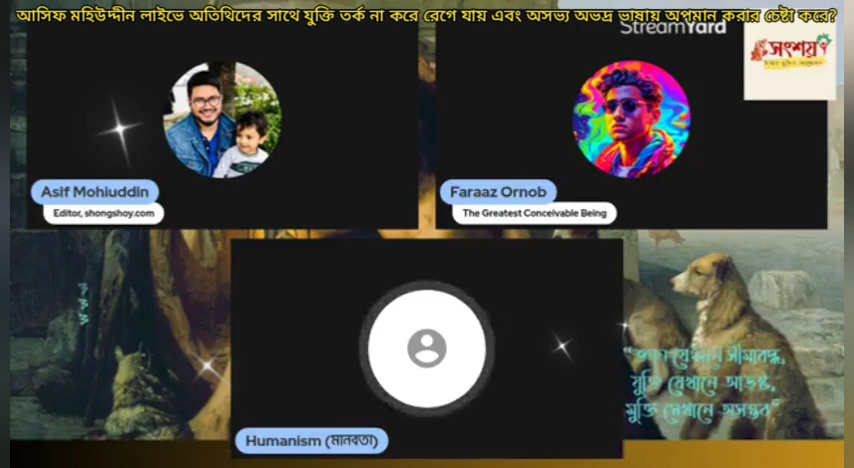 আসিফ মহিউদ্দীন লাইভে অতিথিদের সাথে যুক্তি তর্ক না করে রেগে যায় এবং অসভ্য অভদ্র ভাষায় অপমান করার চেষ্টা করে?
StreamYard
সংশয়
Asif Mohiuddin
Editor, shongshoy.com
Faraaz Ornob
The Greatest Conceivable Being
যেখানে সীমাবদ্ধ,
যুক্তি যেখানে আড়ষ্ট,
মুক্তি সেখানে অসম্ভব"
Humanism (মানবতা)